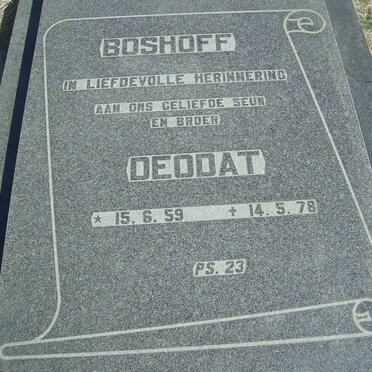 BOSHOFF
IN LIEFDEVOLLE HERINNERING
AAN ONS GELIEFDE SEUN
EN BROER
DEODAT
* 15.6.59 + 14.5.78
PS. 23